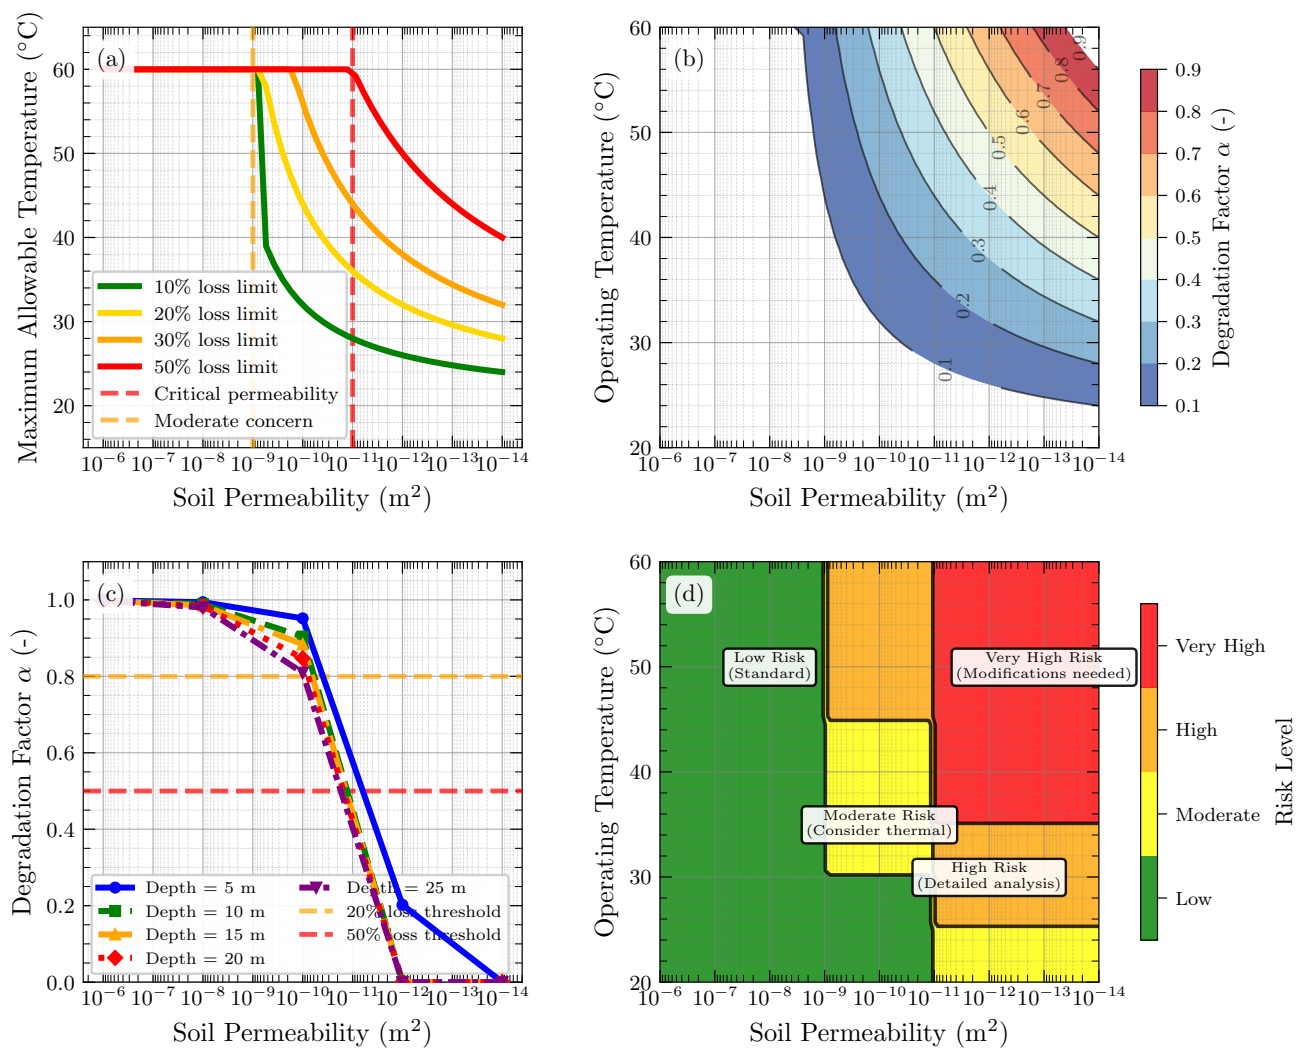 (a)
Maximum Allowable Temperature (°C)
60
50
40
30
20
10% loss limit
20% loss limit
30% loss limit
50% loss limit
Critical permeability
Moderate concern
10⁻⁶ 10⁻⁷ 10⁻⁸ 10⁻⁹ 10⁻¹⁰ 10⁻¹¹ 10⁻¹² 10⁻¹³ 10⁻¹⁴
Soil Permeability (m²)
(b)
Operating Temperature (°C)
60
50
40
30
20
0.1
0.2
0.3
0.4
0.5
0.6
0.7
0.8
0.9
10⁻⁶ 10⁻⁷ 10⁻⁸ 10⁻⁹ 10⁻¹⁰ 10⁻¹¹ 10⁻¹² 10⁻¹³ 10⁻¹⁴
Soil Permeability (m²)
0.9
0.8
0.7
0.6
0.5
0.4
0.3
0.2
0.1
Degradation Factor α (-)
(c)
Degradation Factor α (-)
1.0
0.8
0.6
0.4
0.2
0.0
Depth = 5 m
Depth = 10 m
Depth = 15 m
Depth = 20 m
Depth = 25 m
20% loss threshold
50% loss threshold
10⁻⁶ 10⁻⁷ 10⁻⁸ 10⁻⁹ 10⁻¹⁰ 10⁻¹¹ 10⁻¹² 10⁻¹³ 10⁻¹⁴
Soil Permeability (m²)
(d)
Operating Temperature (°C)
60
50
40
30
20
Low Risk
(Standard)
Very High Risk
(Modifications needed)
Moderate Risk
(Consider thermal)
High Risk
(Detailed analysis)
10⁻⁶ 10⁻⁷ 10⁻⁸ 10⁻⁹ 10⁻¹⁰ 10⁻¹¹ 10⁻¹² 10⁻¹³ 10⁻¹⁴
Soil Permeability (m²)
Very High
High
Moderate
Low
Risk Level